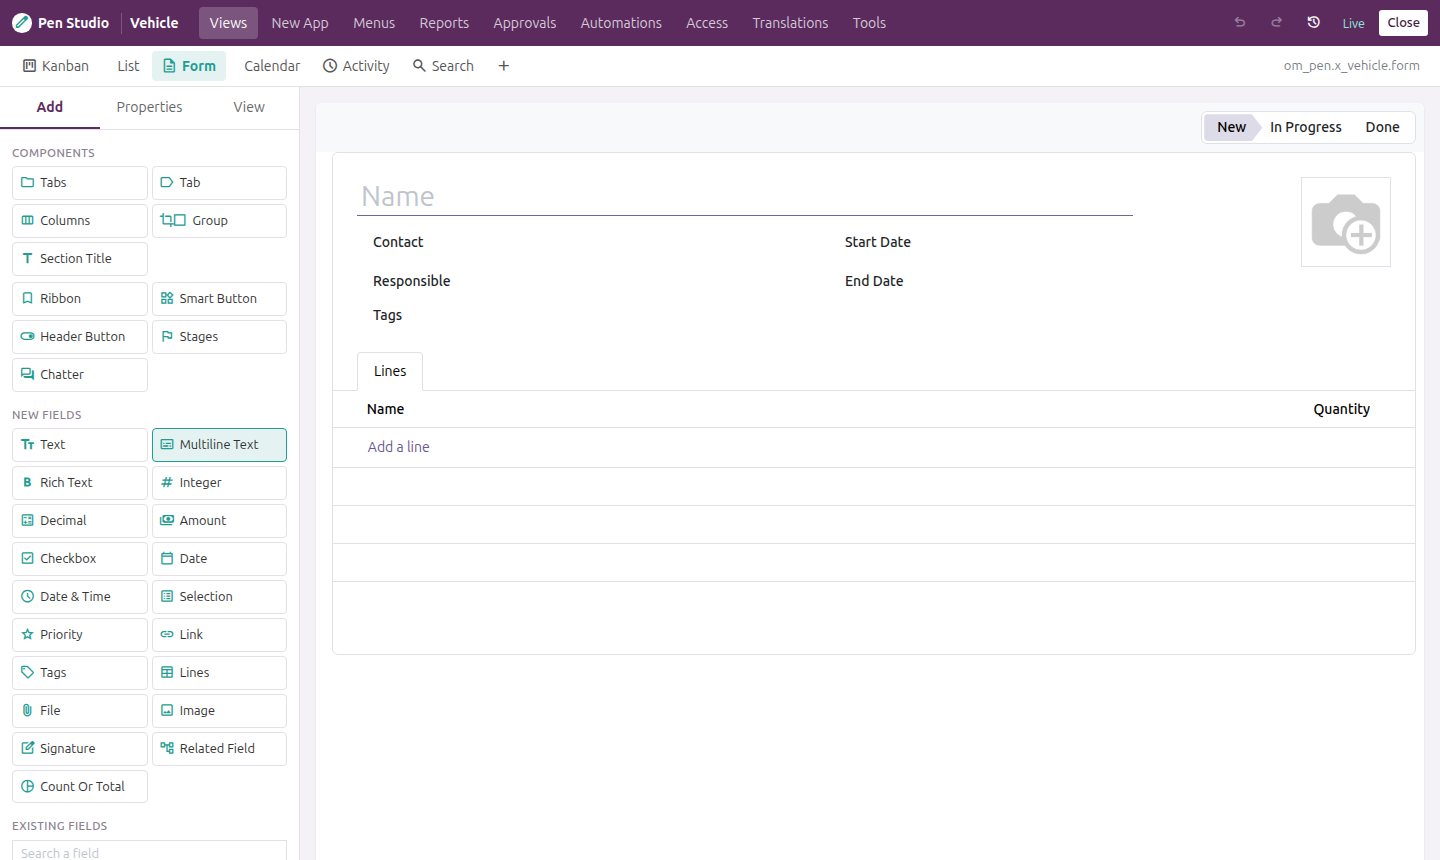 Pen Studio Vehicle Views New App Menus Reports Approvals Automations Access Translations Tools Live Close
Kanban List Form Calendar Activity Search + om_pen.x_vehicle.form
Add Properties View
New In Progress Done
COMPONENTS
Tabs Tab
Columns Group
Section Title
Ribbon Smart Button
Header Button Stages
Chatter
NEW FIELDS
Text Multiline Text
Rich Text Integer
Decimal Amount
Checkbox Date
Date & Time Selection
Priority Link
Tags Lines
File Image
Signature Related Field
Count Or Total
EXISTING FIELDS
Search a field
Name
Contact Start Date
Responsible End Date
Tags
Lines
Name Quantity
Add a line